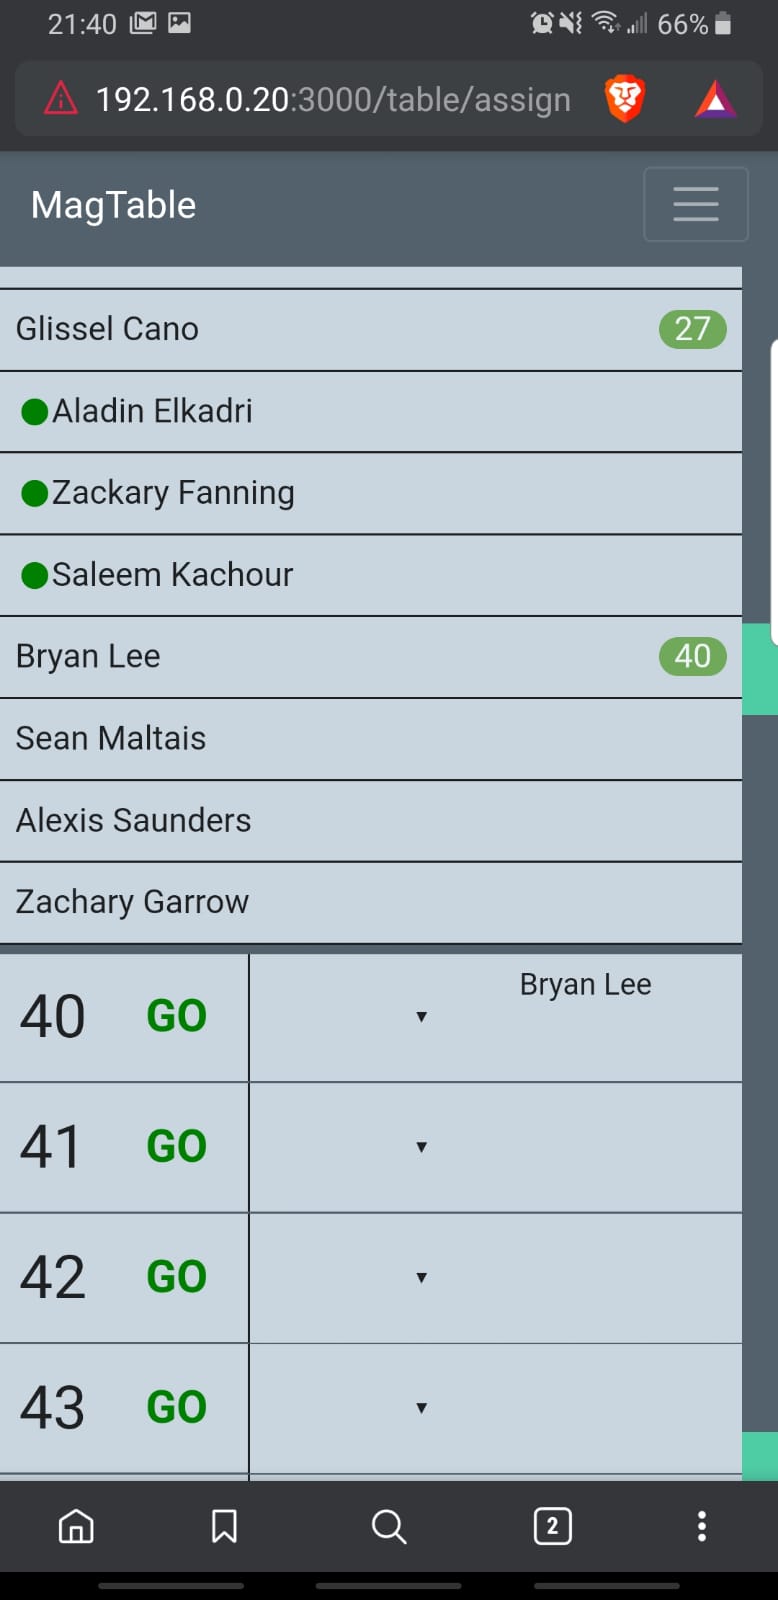 21:40 66%
192.168.0.20:3000/table/assign
MagTable
Glissel Cano 27
Aladin Elkadri
Zackary Fanning
Saleem Kachour
Bryan Lee 40
Sean Maltais
Alexis Saunders
Zachary Garrow
40 GO Bryan Lee
41 GO
42 GO
43 GO
2